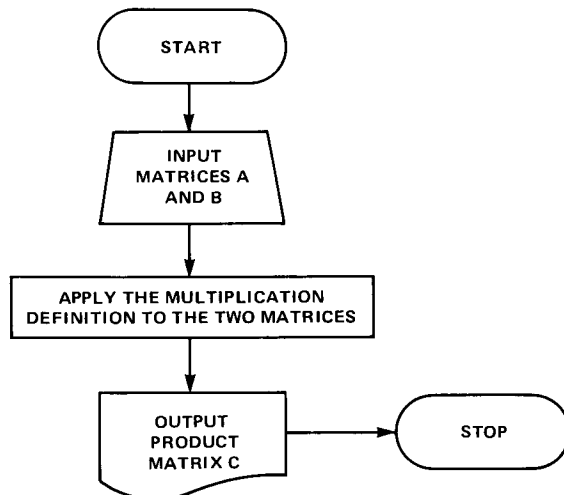 START
INPUT
MATRICES A
AND B
APPLY THE MULTIPLICATION
DEFINITION TO THE TWO MATRICES
OUTPUT
PRODUCT
MATRIX C
STOP